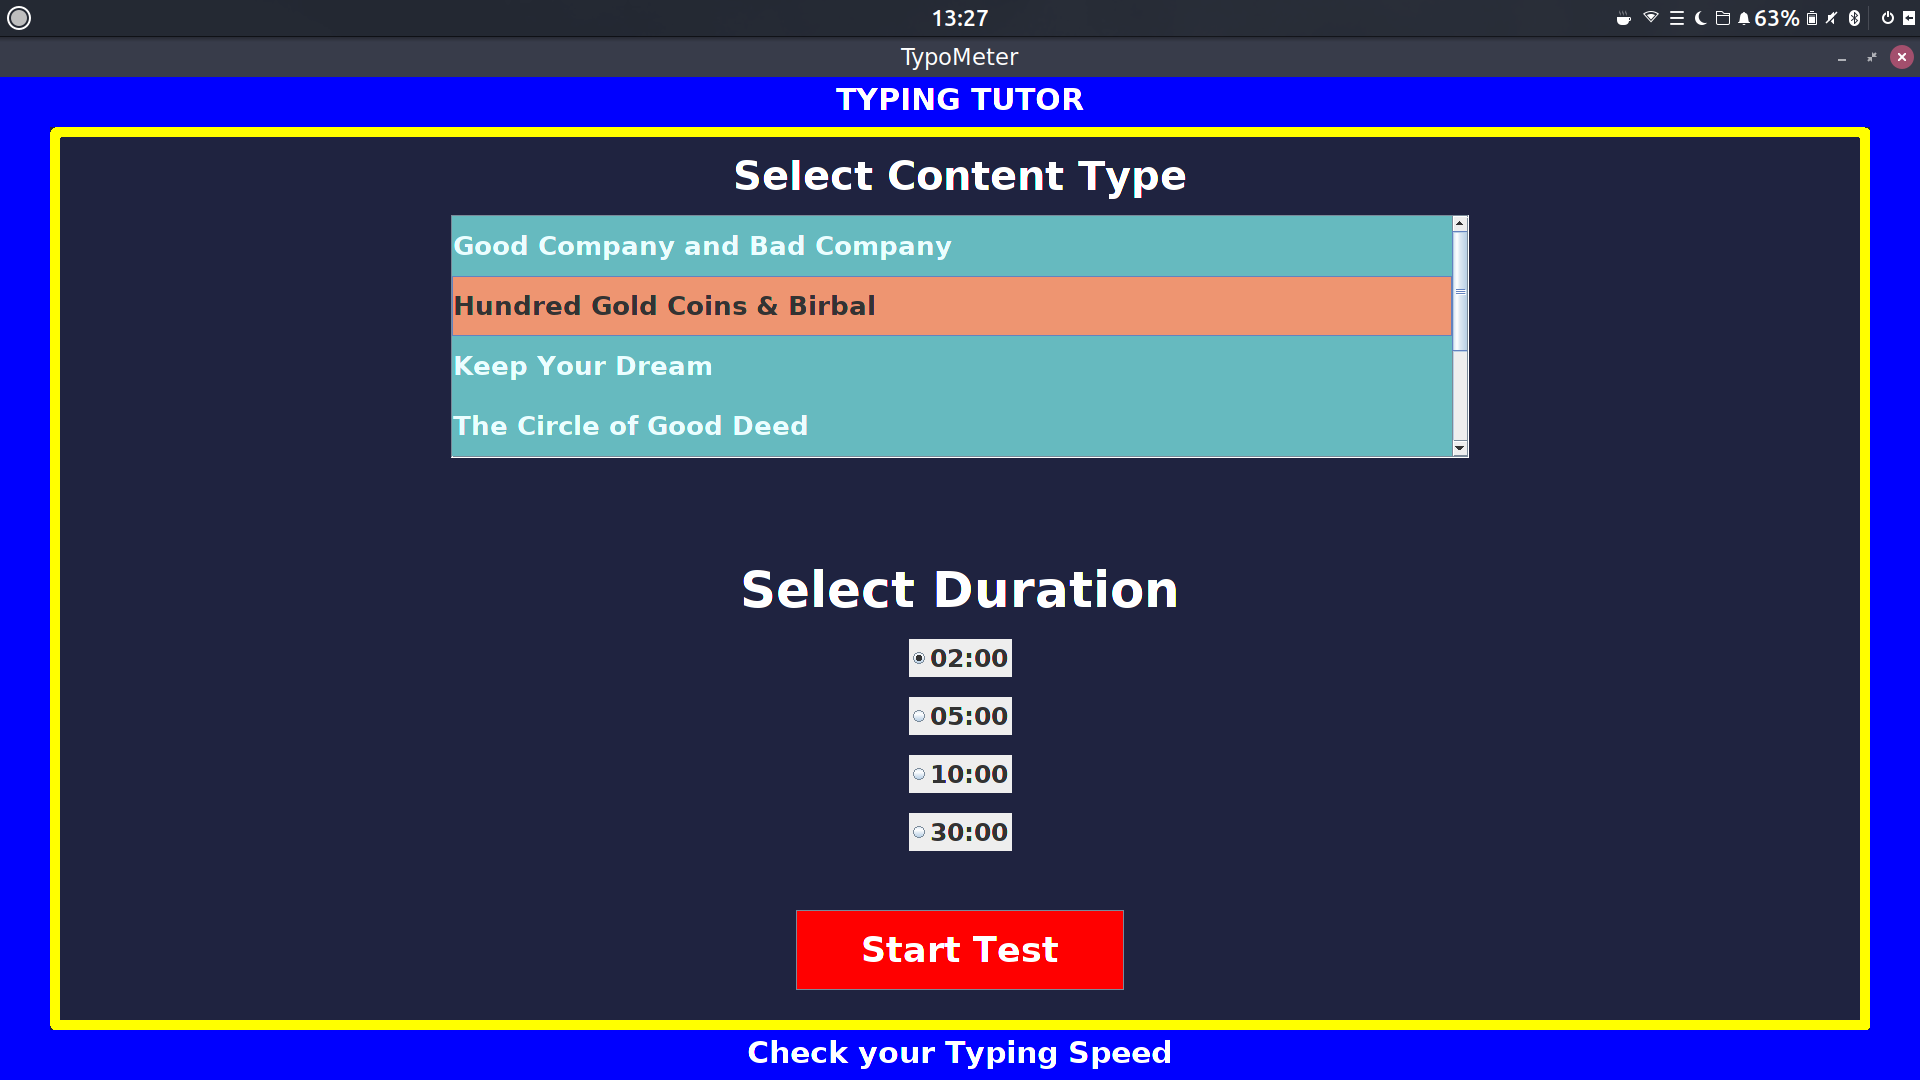 13:27
63%
TypoMeter
TYPING TUTOR
Select Content Type
Good Company and Bad Company
Hundred Gold Coins & Birbal
Keep Your Dream
The Circle of Good Deed
Select Duration
02:00
05:00
10:00
30:00
Start Test
Check your Typing Speed